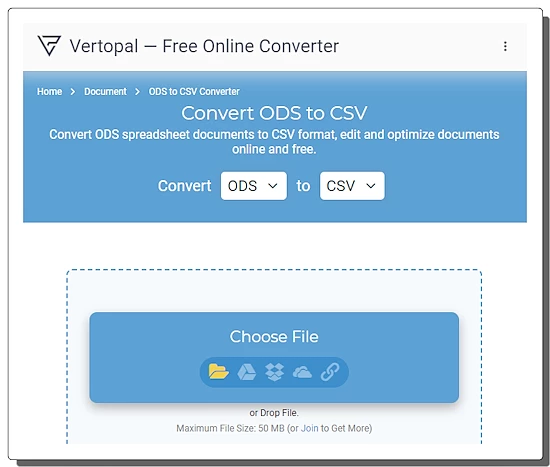 Vertopal — Free Online Converter
Home > Document > ODS to CSV Converter
Convert ODS to CSV
Convert ODS spreadsheet documents to CSV format, edit and optimize documents
online and free.
Convert ODS to CSV
Choose File
or Drop File.
Maximum File Size: 50 MB (or Join to Get More)